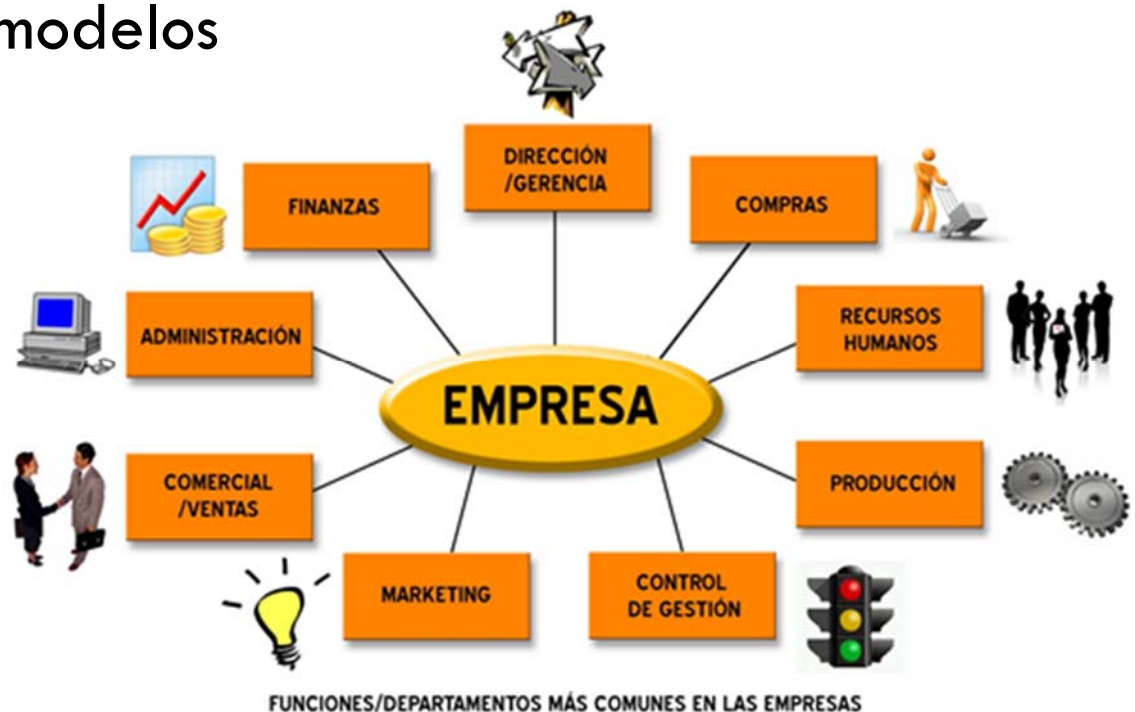 modelos
DIRECCIÓN
/GERENCIA
FINANZAS
COMPRAS
ADMINISTRACIÓN
RECURSOS
HUMANOS
EMPRESA
COMERCIAL
/VENTAS
PRODUCCIÓN
MARKETING
CONTROL
DE GESTIÓN
FUNCIONES/DEPARTAMENTOS MÁS COMUNES EN LAS EMPRESAS